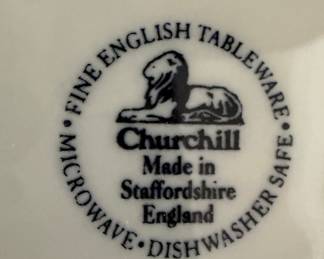 • FINE ENGLISH TABLEWARE •
Churchill
Made in
Staffordshire
England
MICROWAVE • DISHWASHER SAFE